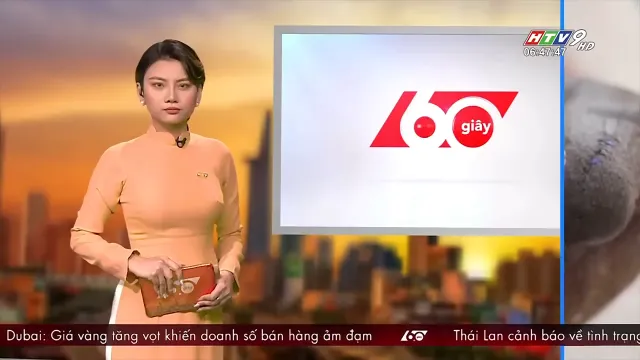 HTV9 HD
06:47:47
60 giây
Dubai: Giá vàng tăng vọt khiến doanh số bán hàng ảm đạm 60 Thái Lan cảnh báo về tình trạng